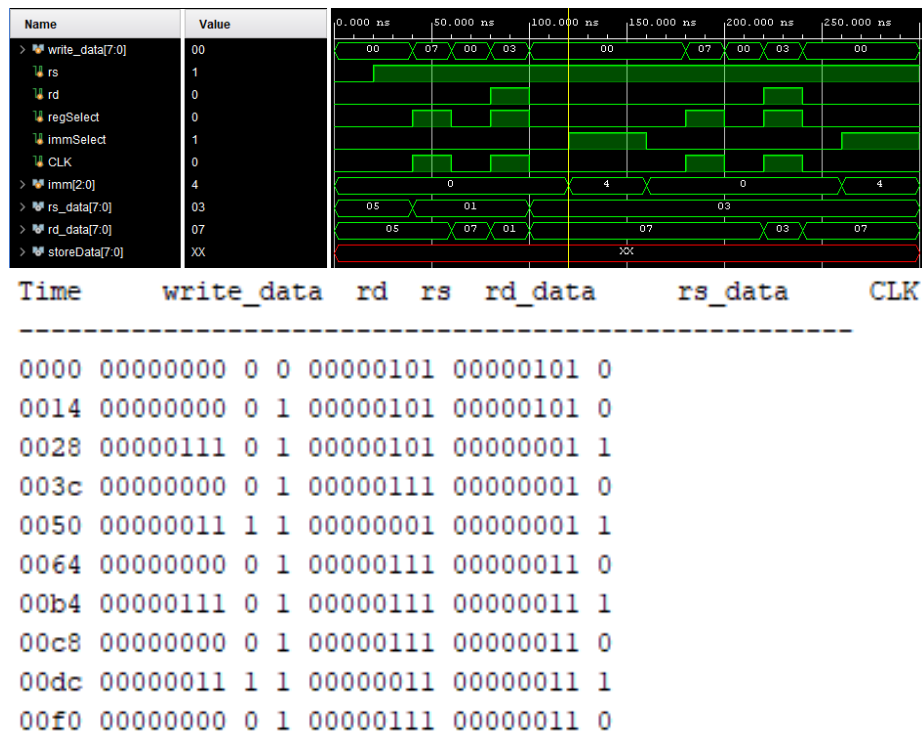 Name Value 0.000 ns 50.000 ns 100.000 ns 150.000 ns 200.000 ns 250.000 ns
write_data[7:0] 00 00 07 00 03 00 07 00 03 00
rs 1
rd 0
regSelect 0
immSelect 1
CLK 0
imm[2:0] 4 0 4 0 4
rs_data[7:0] 03 05 01 03
rd_data[7:0] 07 05 07 01 07 03 07
storeData[7:0] XX XX
Time write_data rd rs rd_data rs_data CLK
----------------------------------------------------
0000 00000000 0 0 00000101 00000101 0
0014 00000000 0 1 00000101 00000101 0
0028 00000111 0 1 00000101 00000001 1
003c 00000000 0 1 00000111 00000001 0
0050 00000011 1 1 00000001 00000001 1
0064 00000000 0 1 00000111 00000011 0
00b4 00000111 0 1 00000111 00000011 1
00c8 00000000 0 1 00000111 00000011 0
00dc 00000011 1 1 00000011 00000011 1
00f0 00000000 0 1 00000111 00000011 0